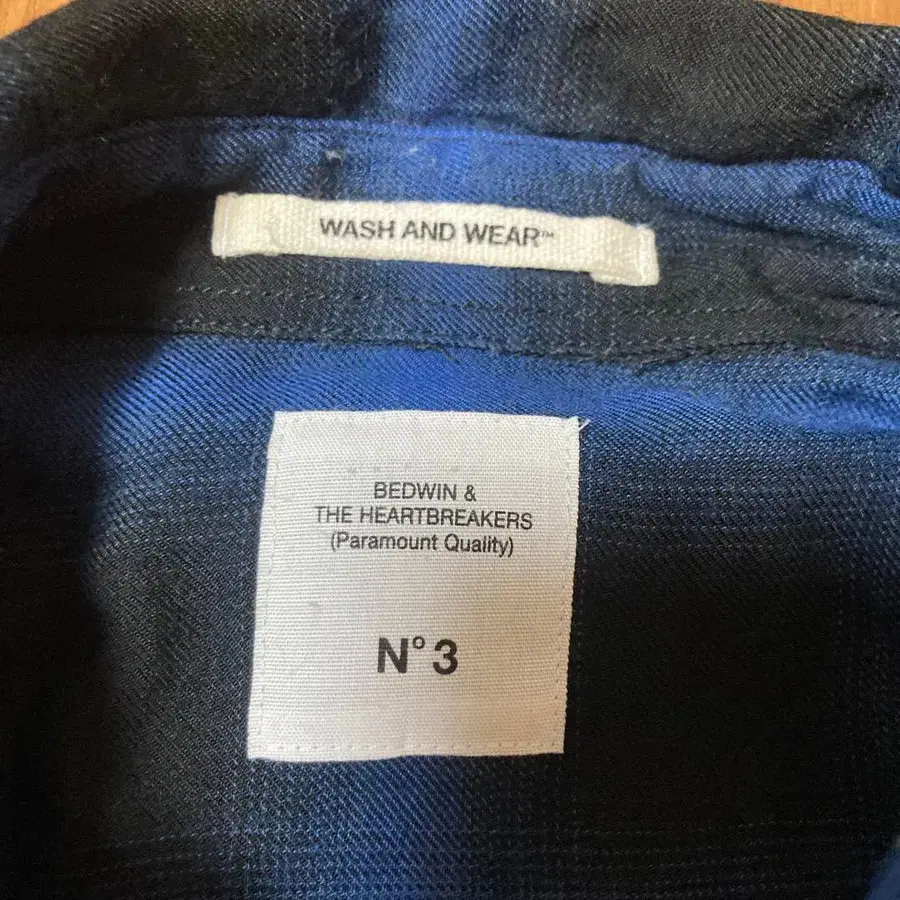 WASH AND WEAR™
BEDWIN &
THE HEARTBREAKERS
(Paramount Quality)
N° 3